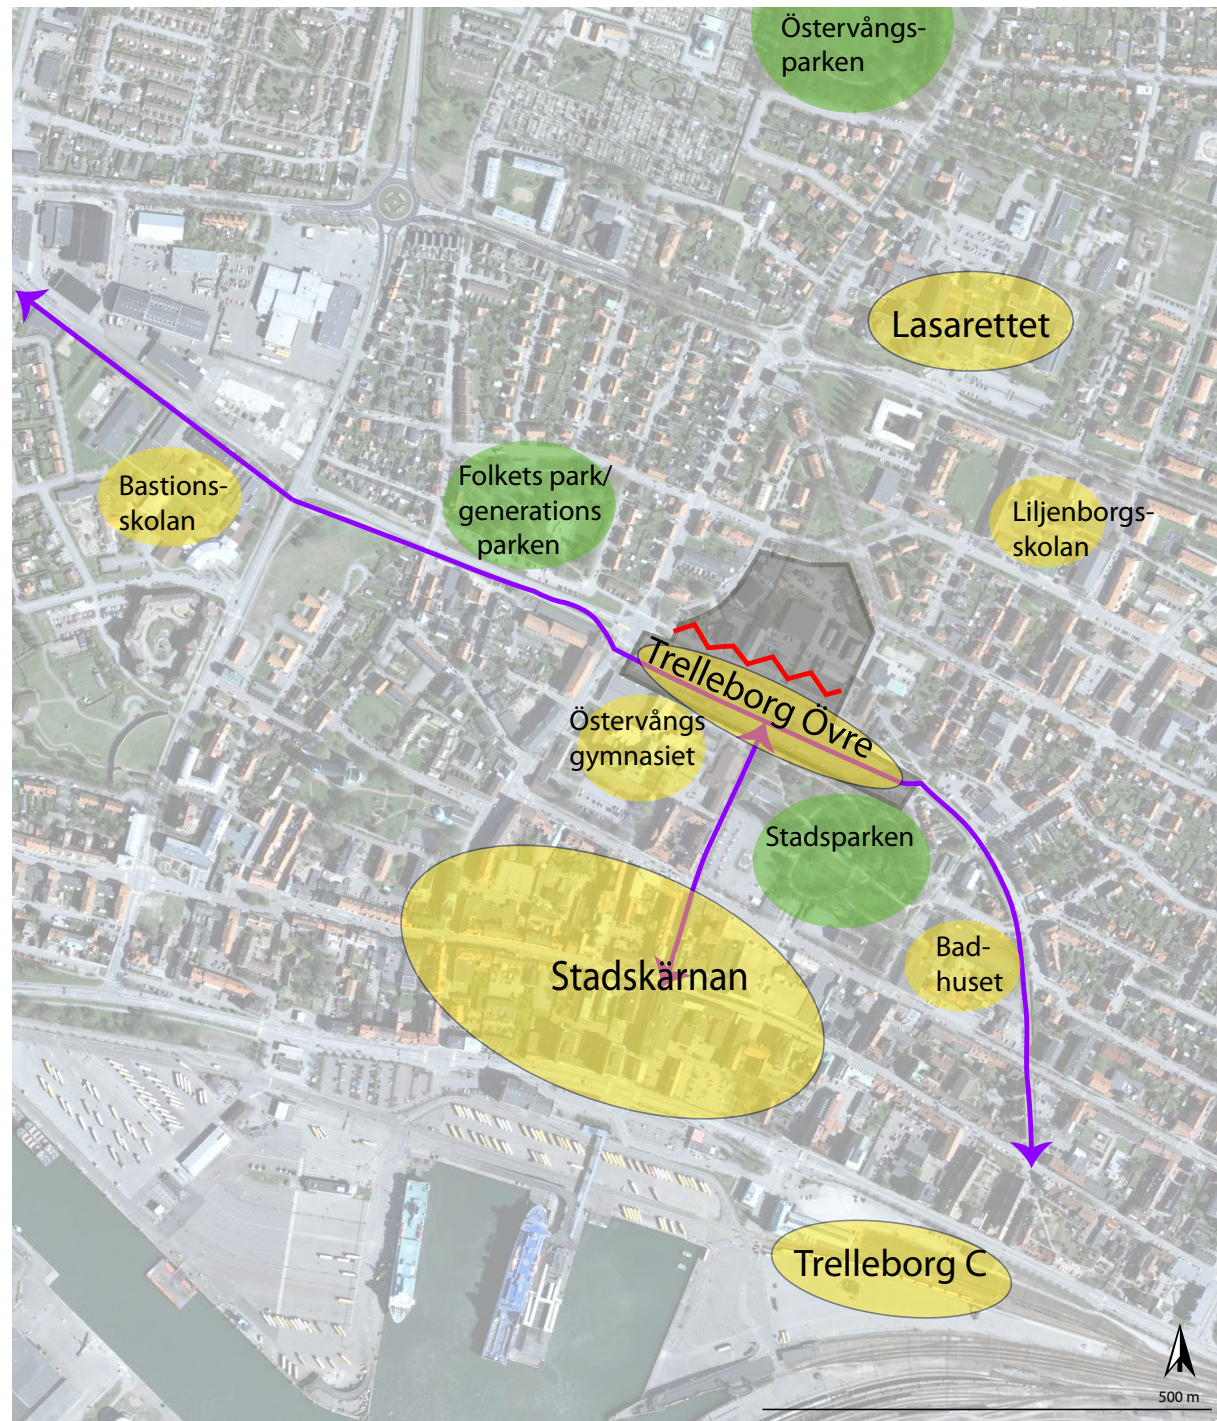 Östervångs-
parken
Lasarettet
Bastions-
skolan
Folkets park/
generations
parken
Liljenborgs-
skolan
Trelleborg Övre
Östervångs
gymnasiet
Stadsparken
Stadskärnan
Bad-
huset
Trelleborg C
500 m